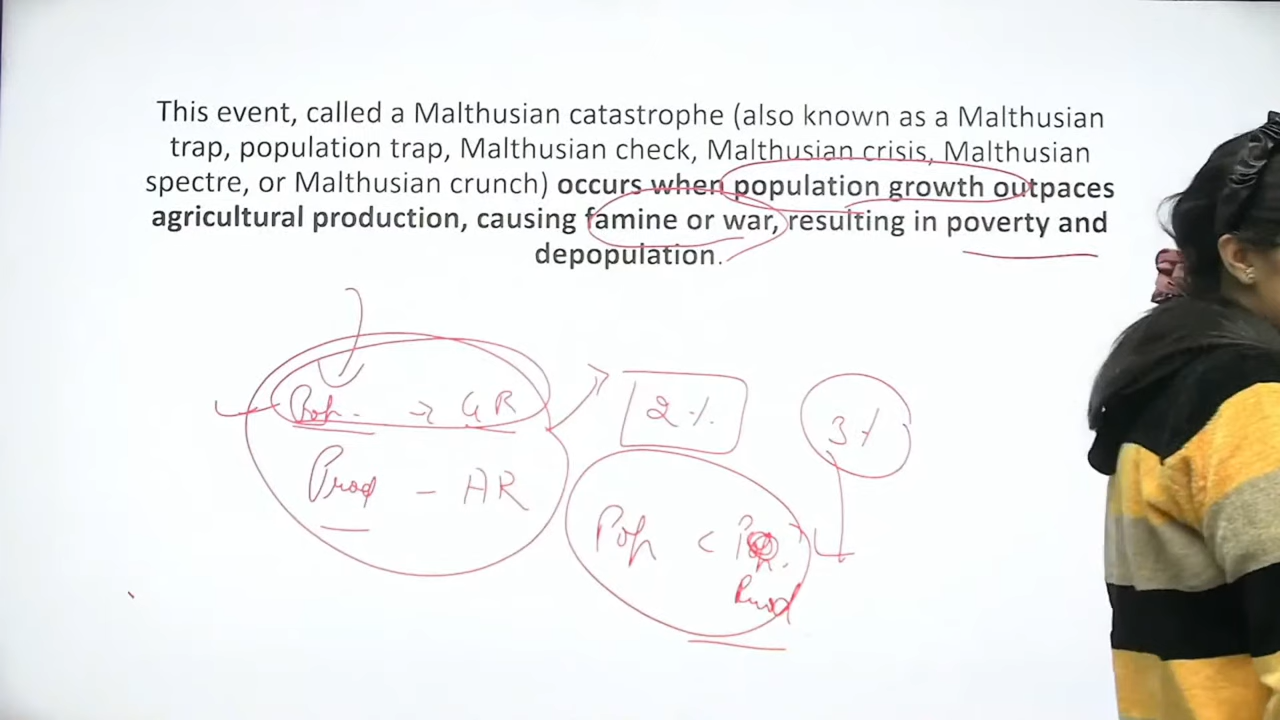 This event, called a Malthusian catastrophe (also known as a Malthusian
trap, population trap, Malthusian check, Malthusian crisis, Malthusian
spectre, or Malthusian crunch) occurs when population growth outpaces
agricultural production, causing famine or war, resulting in poverty and
depopulation.
Pop. → GR
Prod – AR
2%
3%
Pop <
Prod